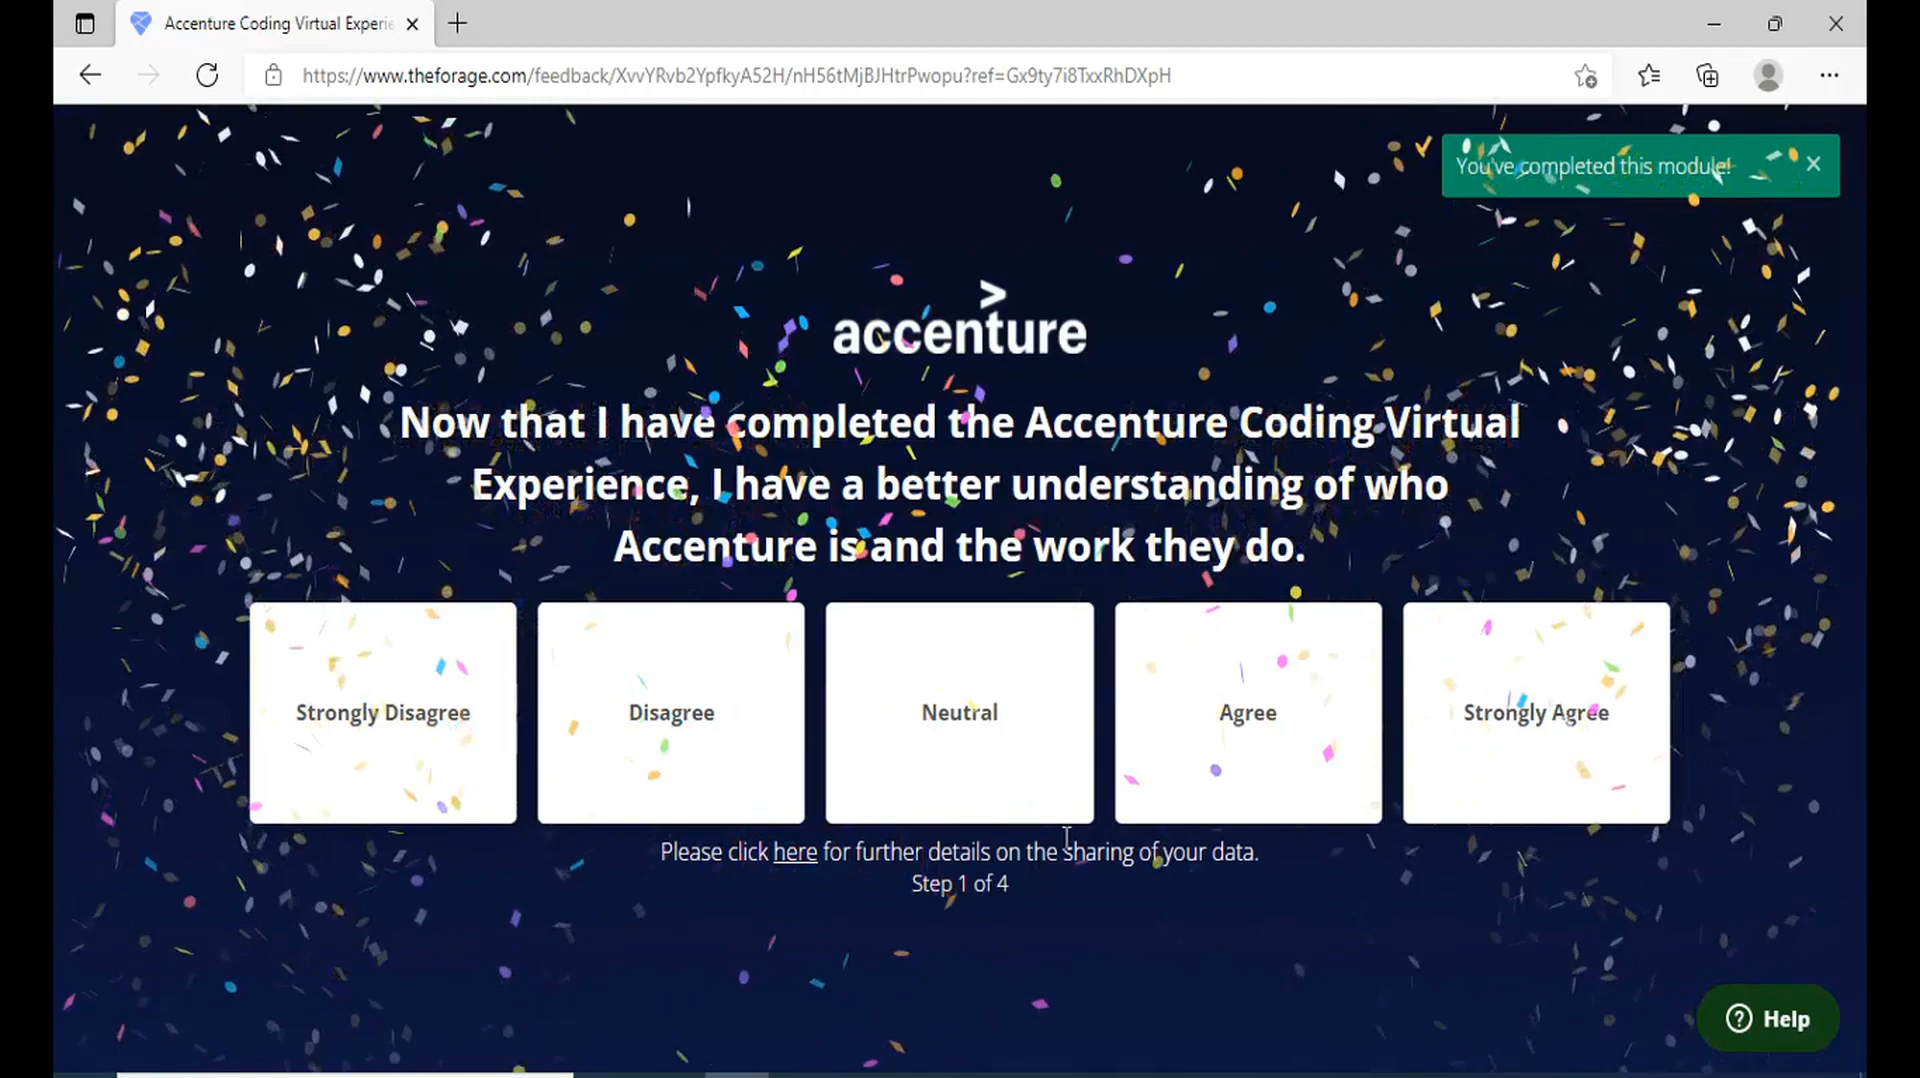 Accenture Coding Virtual Experie
https://www.theforage.com/feedback/XvvYRvb2YpfkyA52H/nH56tMjBJHtrPwopu?ref=Gx9ty7i8TxxRhDXpH
You've completed this module!
accenture
Now that I have completed the Accenture Coding Virtual
Experience, I have a better understanding of who
Accenture is and the work they do.
Strongly Disagree
Disagree
Neutral
Agree
Strongly Agree
Please click here for further details on the sharing of your data.
Step 1 of 4
Help